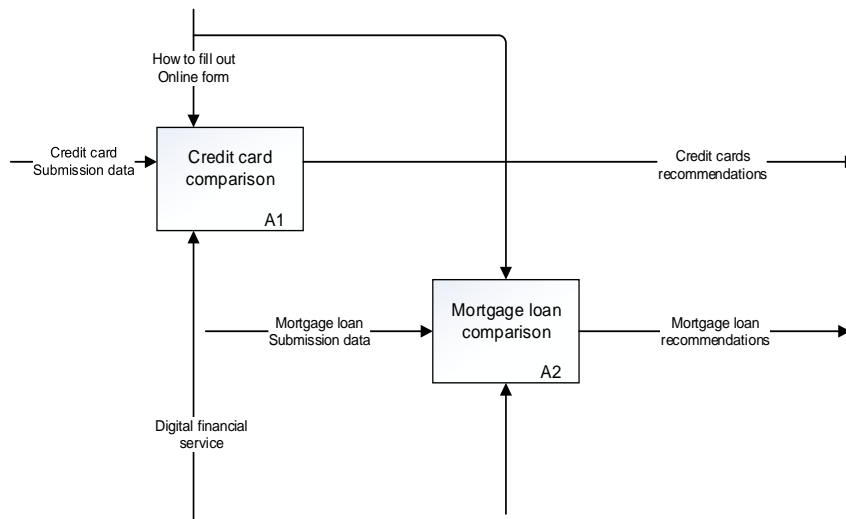 How to fill out
Online form
Credit card
Submission data
Credit card
comparison
A1
Credit cards
recommendations
Mortgage loan
Submission data
Mortgage loan
comparison
A2
Mortgage loan
recommendations
Digital financial
service